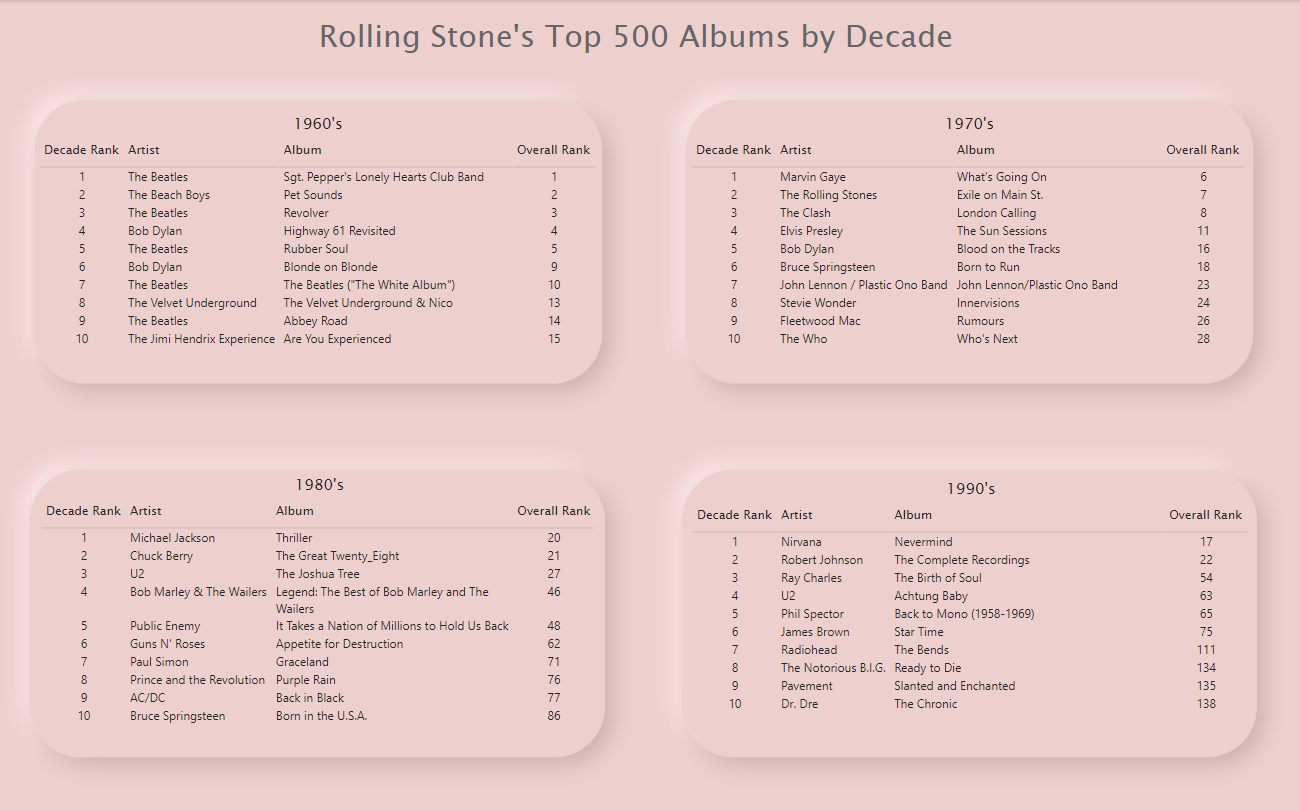 Rolling Stone's Top 500 Albums by Decade
1960's
Decade Rank Artist Album Overall Rank
1 The Beatles Sgt. Pepper's Lonely Hearts Club Band 1
2 The Beach Boys Pet Sounds 2
3 The Beatles Revolver 3
4 Bob Dylan Highway 61 Revisited 4
5 The Beatles Rubber Soul 5
6 Bob Dylan Blonde on Blonde 9
7 The Beatles The Beatles ("The White Album") 10
8 The Velvet Underground The Velvet Underground & Nico 13
9 The Beatles Abbey Road 14
10 The Jimi Hendrix Experience Are You Experienced 15
1970's
Decade Rank Artist Album Overall Rank
1 Marvin Gaye What's Going On 6
2 The Rolling Stones Exile on Main St. 7
3 The Clash London Calling 8
4 Elvis Presley The Sun Sessions 11
5 Bob Dylan Blood on the Tracks 16
6 Bruce Springsteen Born to Run 18
7 John Lennon / Plastic Ono Band John Lennon/Plastic Ono Band 23
8 Stevie Wonder Innervisions 24
9 Fleetwood Mac Rumours 26
10 The Who Who's Next 28
1980's
Decade Rank Artist Album Overall Rank
1 Michael Jackson Thriller 20
2 Chuck Berry The Great Twenty_Eight 21
3 U2 The Joshua Tree 27
4 Bob Marley & The Wailers Legend: The Best of Bob Marley and The 46
Wailers
5 Public Enemy It Takes a Nation of Millions to Hold Us Back 48
6 Guns N' Roses Appetite for Destruction 62
7 Paul Simon Graceland 71
8 Prince and the Revolution Purple Rain 76
9 AC/DC Back in Black 77
10 Bruce Springsteen Born in the U.S.A. 86
1990's
Decade Rank Artist Album Overall Rank
1 Nirvana Nevermind 17
2 Robert Johnson The Complete Recordings 22
3 Ray Charles The Birth of Soul 54
4 U2 Achtung Baby 63
5 Phil Spector Back to Mono (1958-1969) 65
6 James Brown Star Time 75
7 Radiohead The Bends 111
8 The Notorious B.I.G. Ready to Die 134
9 Pavement Slanted and Enchanted 135
10 Dr. Dre The Chronic 138